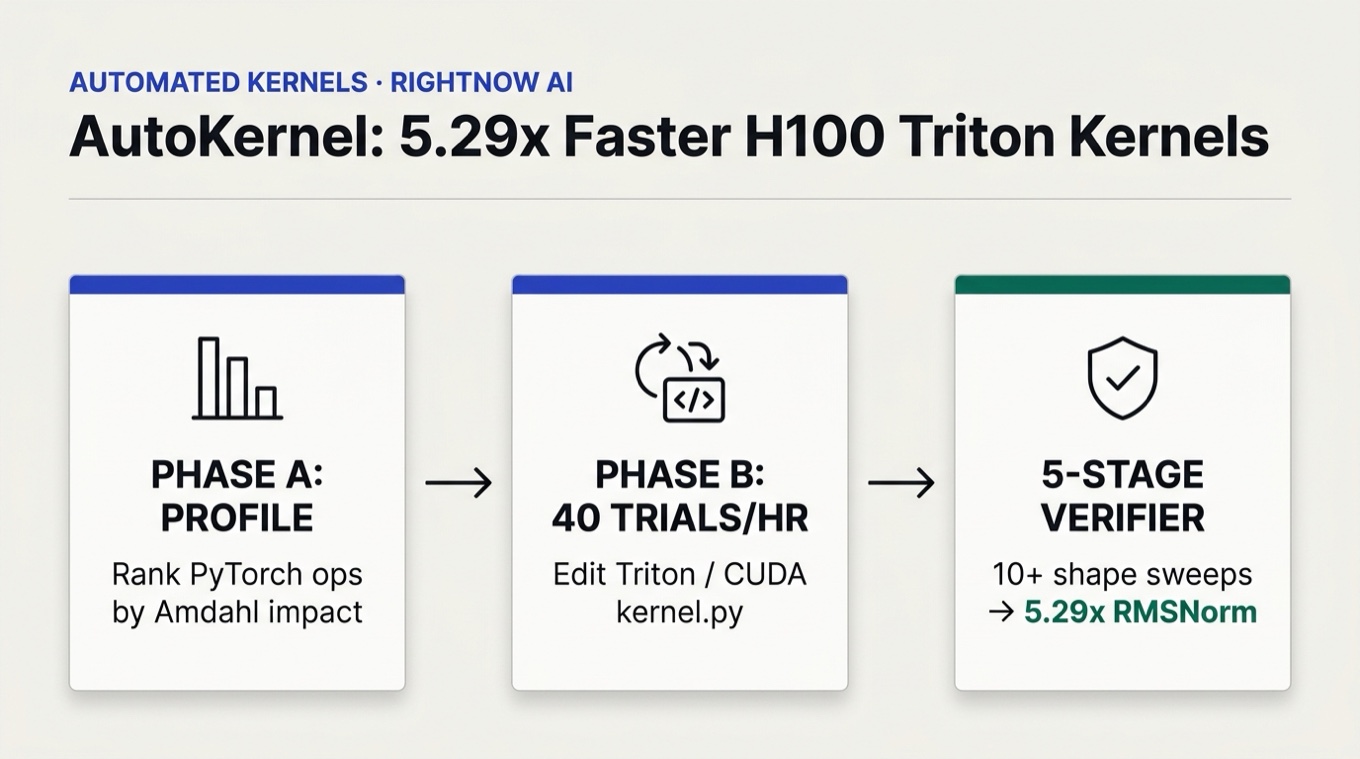 AUTOMATED KERNELS · RIGHTNOW AI
AutoKernel: 5.29x Faster H100 Triton Kernels
PHASE A:
PROFILE
Rank PyTorch ops
by Amdahl impact
</>
PHASE B:
40 TRIALS/HR
Edit Triton / CUDA
kernel.py
5-STAGE
VERIFIER
10+ shape sweeps
→ 5.29x RMSNorm